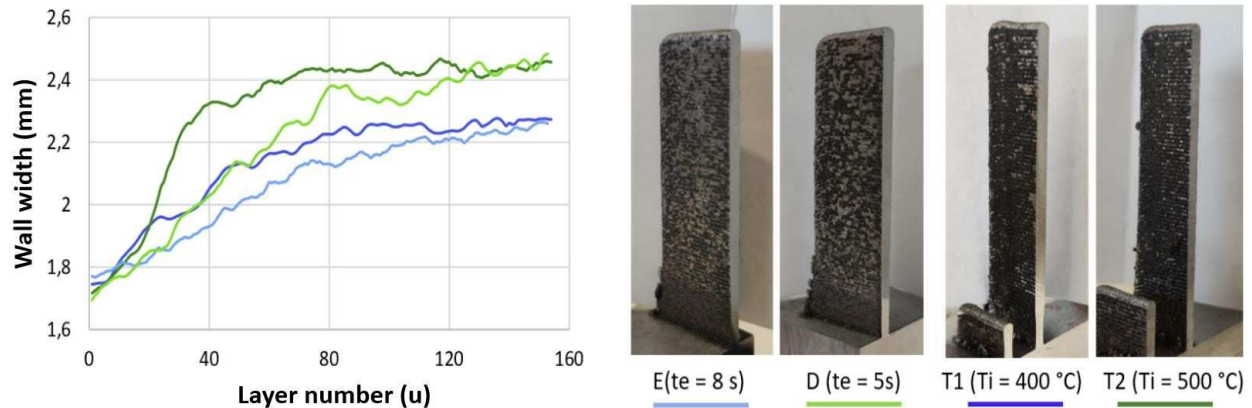 2,6
2,4
2,2
2
1,8
1,6
Wall width (mm)
0 40 80 120 160
Layer number (u)
E(te = 8 s) D (te = 5s) T1 (Ti = 400 °C) T2 (Ti = 500 °C)